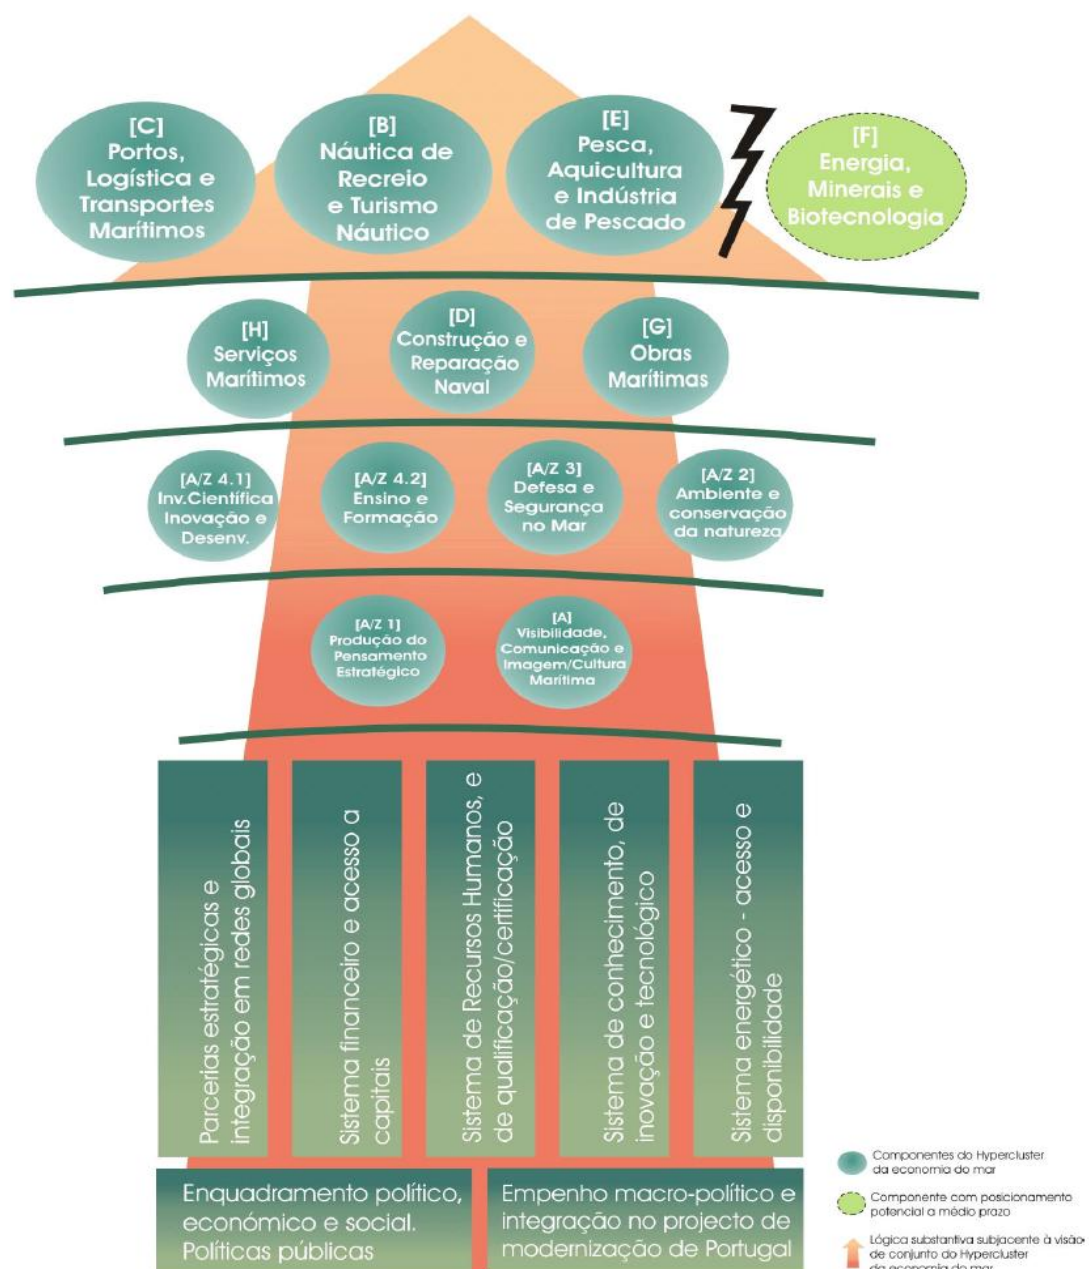 [C]
Portos,
Logística e
Transportes
Marítimos
[B]
Náutica de
Recreio
e Turismo
Náutico
[E]
Pesca,
Aquicultura
e Indústria
de Pescado
[F]
Energia,
Minerais e
Biotecnologia
[H]
Serviços
Marítimos
[D]
Construção e
Reparação
Naval
[G]
Obras
Marítimas
[A/Z 4.1]
Inv.Científica
Inovação e
Desenv.
[A/Z 4.2]
Ensino e
Formação
[A/Z 3]
Defesa e
Segurança
no Mar
[A/Z 2]
Ambiente e
conservação
da natureza
[A/Z 1]
Produção do
Pensamento
Estratégico
[A]
Visibilidade,
Comunicação e
Imagem/Cultura
Marítima
Parcerias estratégicas e
integração em redes globais
Sistema financeiro e acesso a
capitais
Sistema de Recursos Humanos, e
de qualificação/certificação
Sistema de conhecimento, de
inovação e tecnológico
Sistema energético - acesso e
disponibilidade
Enquadramento político,
económico e social.
Políticas públicas
Empenho macro-político e
integração no projecto de
modernização de Portugal
Componentes do Hypercluster
da economia do mar
Componente com posicionamento
potencial a médio prazo
Lógica substantiva subjacente à visão
de conjunto do Hypercluster
da economia do mar